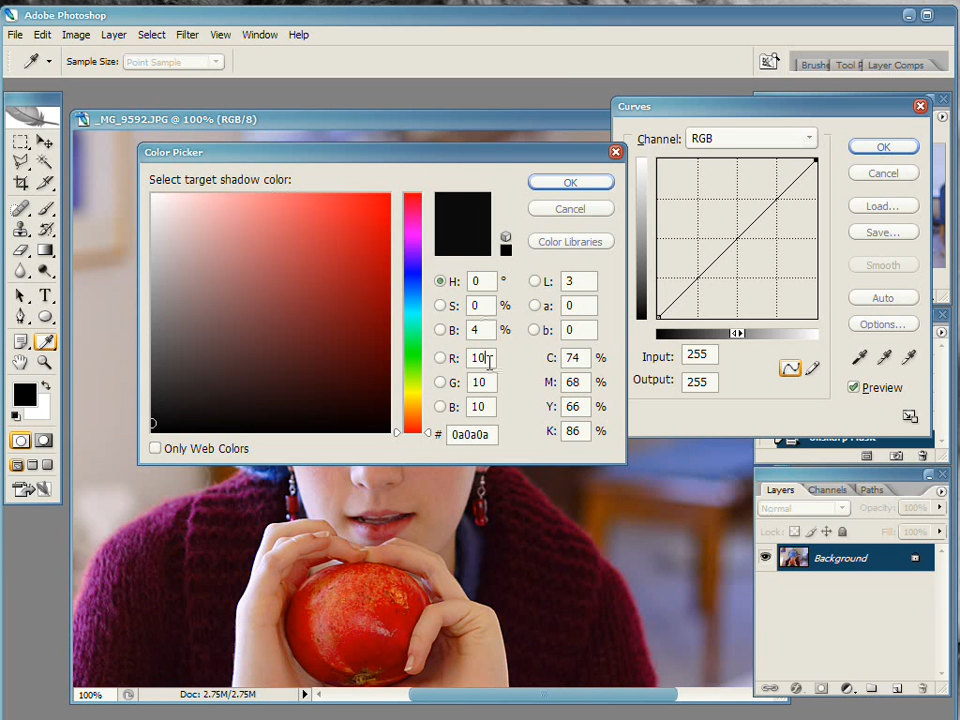 Adobe Photoshop
File Edit Image Layer Select Filter View Window Help
Sample Size: Point Sample
Brushe Tool P Layer Comps
_MG_9592.JPG @ 100% (RGB/8)
Color Picker
Select target shadow color:
OK
Cancel
Color Libraries
H: 0 °
S: 0 %
B: 4 %
R: 10
G: 10
B: 10
# 0a0a0a
L: 3
a: 0
b: 0
C: 74 %
M: 68 %
Y: 66 %
K: 86 %
Only Web Colors
Curves
Channel: RGB
OK
Cancel
Load...
Save...
Smooth
Auto
Options...
Input: 255
Output: 255
Preview
Layers Channels Paths
Normal Opacity: 100%
Lock: Fill: 100%
Background
100% Doc: 2.75M/2.75M